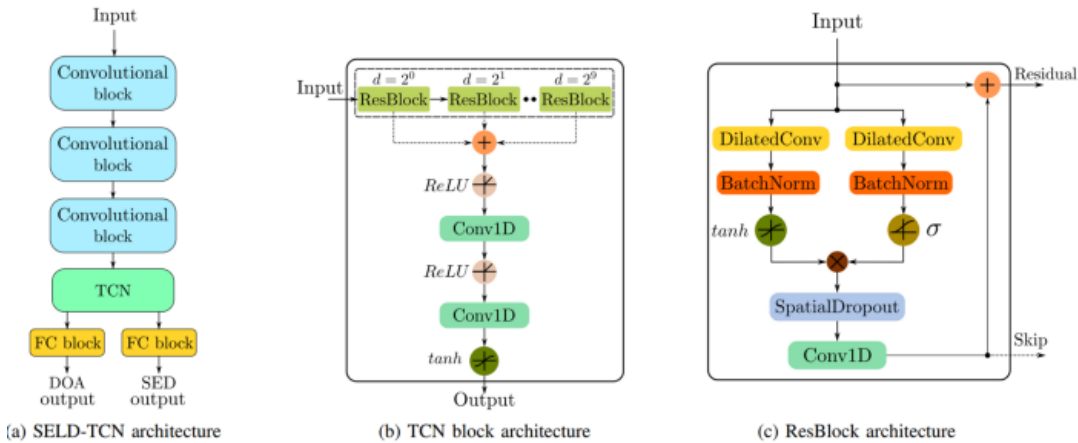 Input
Convolutional
block
Convolutional
block
Convolutional
block
TCN
FC block
FC block
DOA
output
SED
output
(a) SELD-TCN architecture
d = 2⁰
d = 2¹
d = 2⁹
Input
ResBlock
ResBlock
ResBlock
+
ReLU
Conv1D
ReLU
Conv1D
tanh
Output
(b) TCN block architecture
Input
Residual
+
DilatedConv
DilatedConv
BatchNorm
BatchNorm
tanh
σ
×
SpatialDropout
Conv1D
Skip
(c) ResBlock architecture